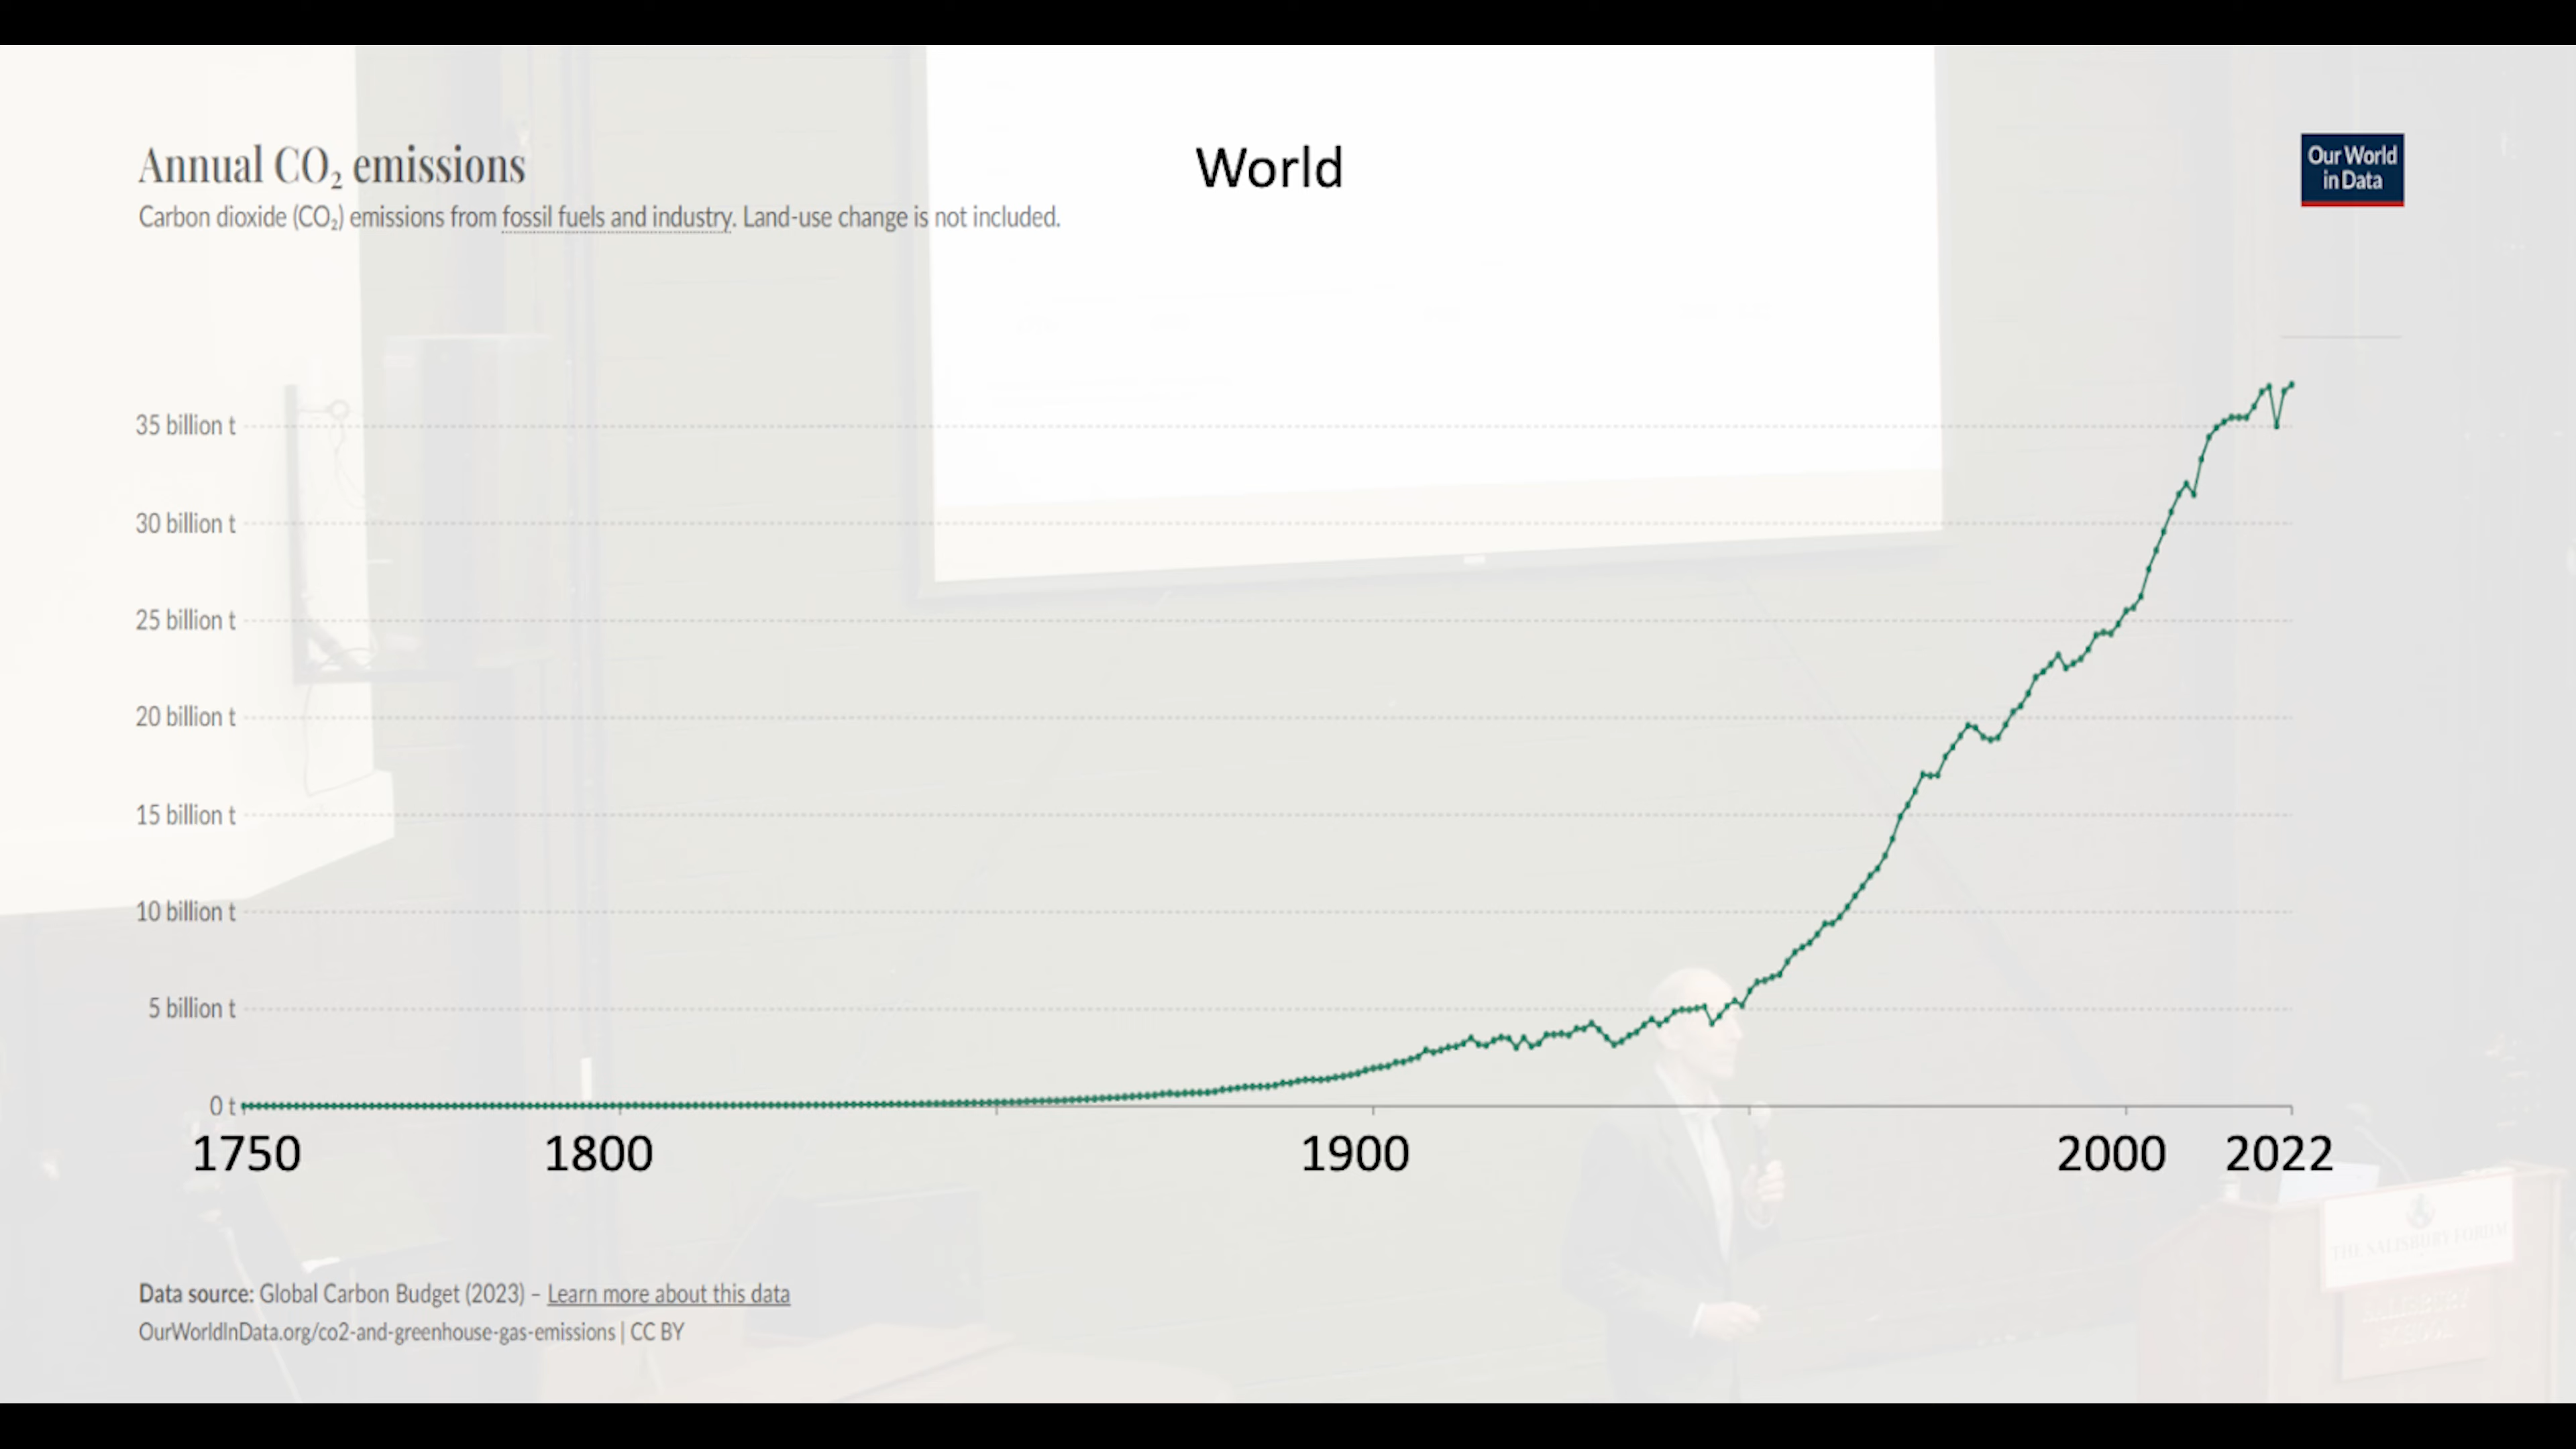 Annual CO₂ emissions
World
Our World
in Data
Carbon dioxide (CO₂) emissions from fossil fuels and industry. Land-use change is not included.
35 billion t
30 billion t
25 billion t
20 billion t
15 billion t
10 billion t
5 billion t
0 t
1750 1800 1900 2000 2022
THE SALISBURY FORUM
Data source: Global Carbon Budget (2023) – Learn more about this data
OurWorldInData.org/co2-and-greenhouse-gas-emissions | CC BY